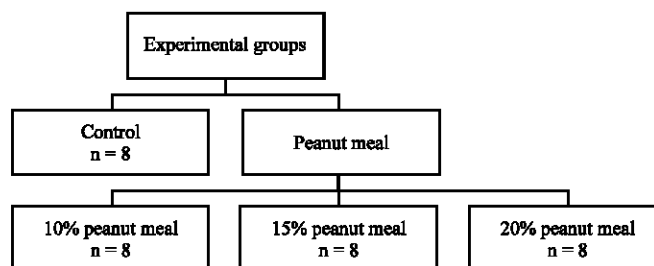 Experimental groups
Control
n = 8
Peanut meal
10% peanut meal
n = 8
15% peanut meal
n = 8
20% peanut meal
n = 8